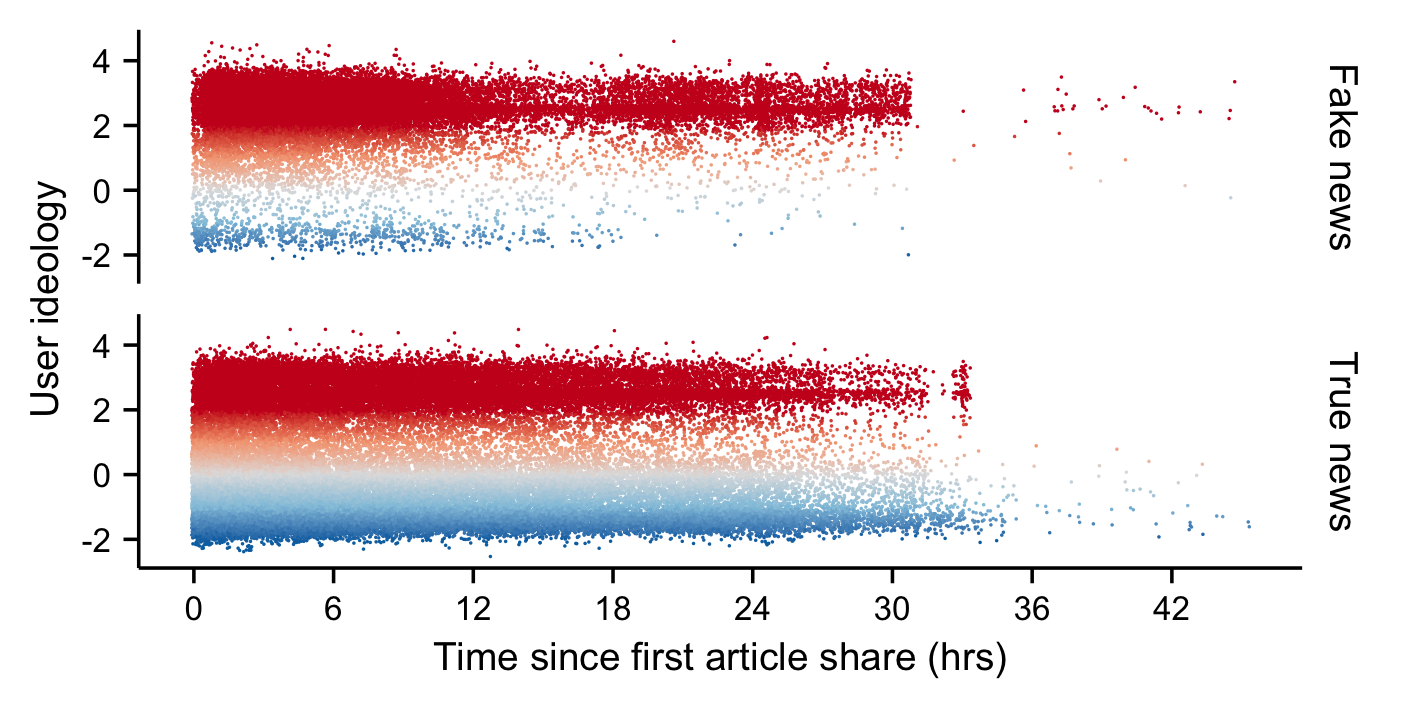 4
2
0
-2
Fake news
User ideology
4
2
0
-2
True news
0 6 12 18 24 30 36 42
Time since first article share (hrs)